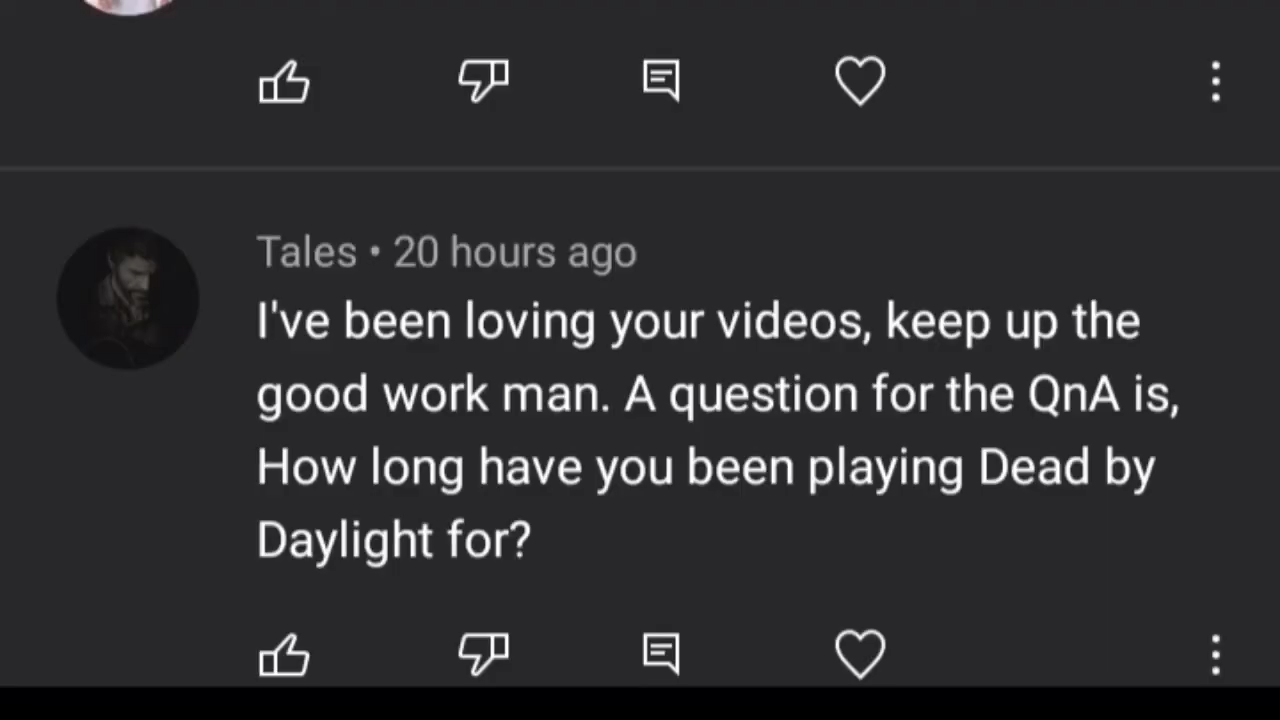 Tales • 20 hours ago
I've been loving your videos, keep up the
good work man. A question for the QnA is,
How long have you been playing Dead by
Daylight for?